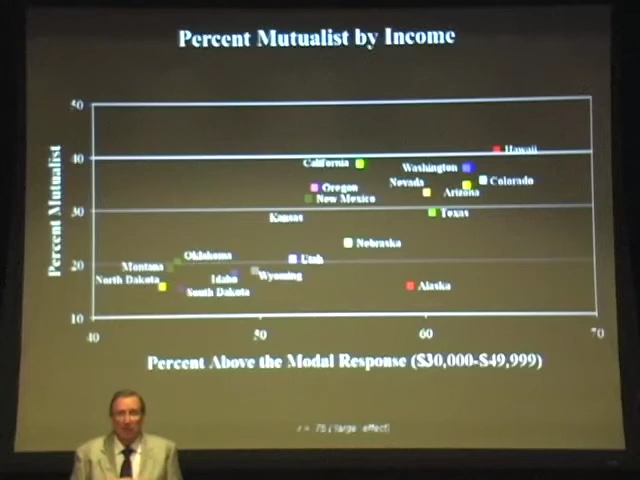 Percent Mutualist by Income
Percent Mutualist
50
40
30
20
10
Hawaii
California
Washington
Nevada
Colorado
Oregon
Arizona
New Mexico
Kansas
Texas
Nebraska
Oklahoma
Utah
Montana
Idaho
Wyoming
North Dakota
South Dakota
Alaska
40
50
60
70
Percent Above the Modal Response ($30,000-$49,999)
r = .75 ('large' effect)